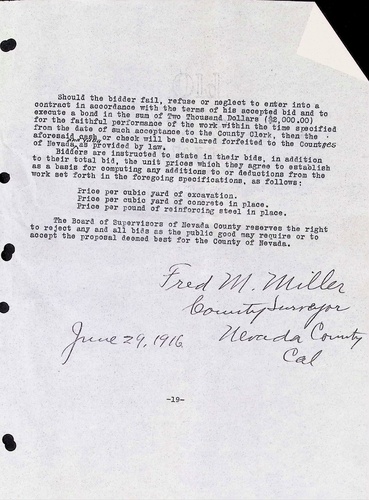 Should the bidder fail, refuse or neglect to enter into a
contract in accordance with the terms of his accepted bid and to
execute a bond in the sum of Two Thousand Dollars ($2,000.00)
for the faithful performance of the work within the time specified
from the date of such acceptance to the County Clerk, then the
aforesaid cash or check will be declared forfeited to the County
of Nevada as provided by law.
Bidders are instructed to state in their bids, in addition
to their total bid, the unit prices which they agree to establish
as a basis for computing any additions to or deductions from the
work set forth in the foregoing specifications, as follows:
Price per cubic yard of excavation.
Price per cubic yard of concrete in place.
Price per pound of reinforcing steel in place.
The Board of Supervisors of Nevada County reserves the right
to reject any and all bids as the public good may require or to
accept the proposal deemed best for the County of Nevada.
Fred M. Miller
County Surveyor
June 29, 1916 Nevada County
Cal
-19-